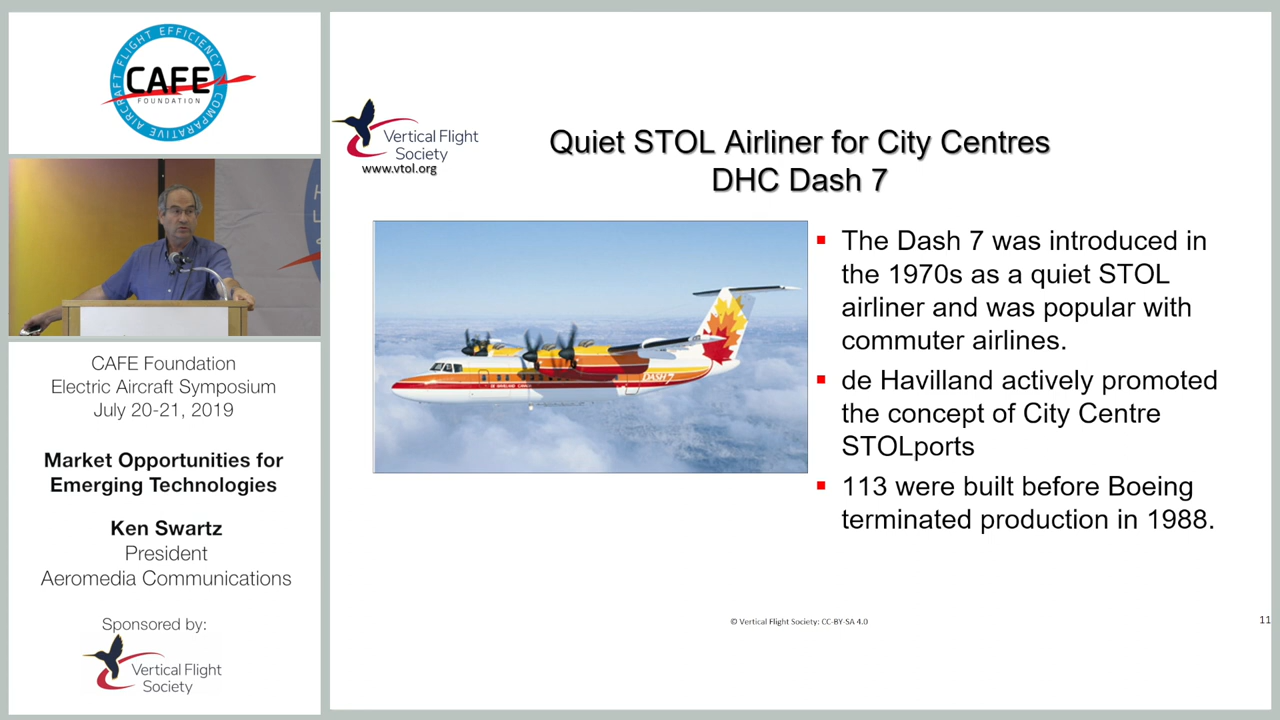 AIRCRAFT FLIGHT EFFICIENCY
CAFE
FOUNDATION
COMPARATIVE
CAFE Foundation
Electric Aircraft Symposium
July 20-21, 2019
Market Opportunities for
Emerging Technologies
Ken Swartz
President
Aeromedia Communications
Sponsored by:
Vertical Flight
Society
Vertical Flight
Society
www.vtol.org
Quiet STOL Airliner for City Centres
DHC Dash 7
DASH 7
DE HAVILLAND CANADA
▪ The Dash 7 was introduced in
the 1970s as a quiet STOL
airliner and was popular with
commuter airlines.
▪ de Havilland actively promoted
the concept of City Centre
STOLports
▪ 113 were built before Boeing
terminated production in 1988.
© Vertical Flight Society: CC-BY-SA 4.0
11